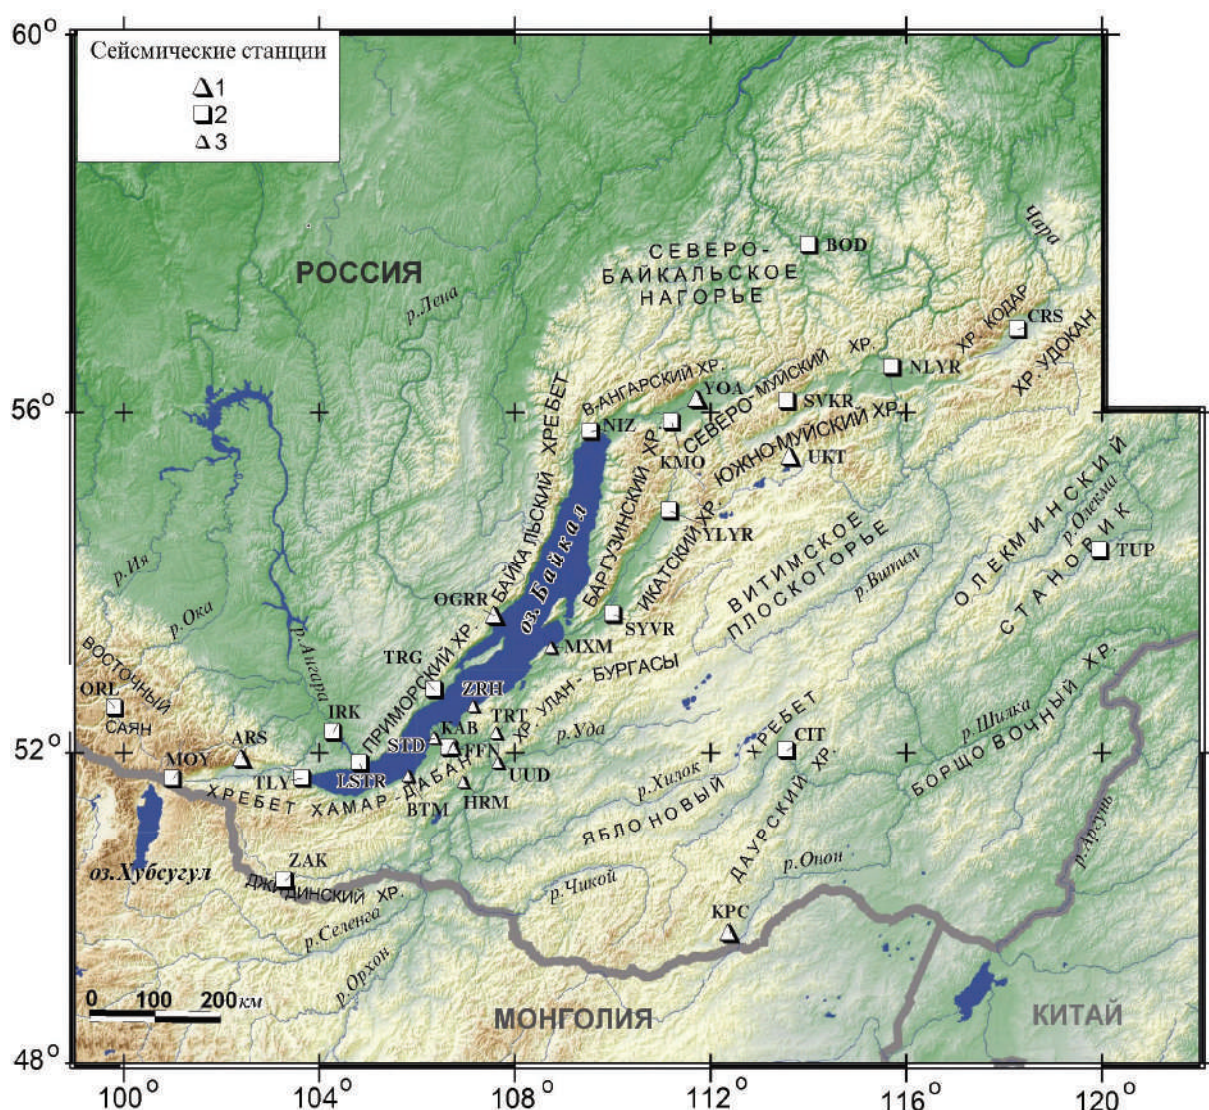 60°
Сейсмические станции
1
2
3
РОССИЯ
р.Лена
СЕВЕРО-
БАЙКАЛЬСКОЕ
НАГОРЬЕ
BOD
Чара
CRS
ХР. КОДАР
ХР. УДОКАН
NLYR
56°
В-АНГАРСКИЙ ХР.
YOA
СЕВЕРО-МУЙСКИЙ ХР.
SVKR
NIZ
KMO
ЮЖНО-МУЙСКИЙ ХР.
UKT
БАЙКАЛЬСКИЙ ХРЕБЕТ
БАРГУЗИНСКИЙ ХР.
YLYR
ИКАТСКИЙ ХР.
оз. Байкал
ВИТИМСКОЕ
ПЛОСКОГОРЬЕ
р.Витим
ОЛЕКМИНСКИЙ
СТАНОВИК
р.Олекма
TUP
р.Ия
р.Ока
р.Ангара
OGRR
SYVR
MXM
TRG
ПРИМОРСКИЙ ХР.
ZRH
ХР. УЛАН-БУРГАСЫ
ВОСТОЧНЫЙ
САЯН
ORL
IRK
TRT
KAB
STD
FFN
р.Уда
CIT
р.Шилка
БОРЩОВОЧНЫЙ ХР.
52°
MOY
ARS
TLY
LSTR
UUD
BTM
HRM
ХРЕБЕТ ХАМАР-ДАБАН
р.Хилок
ЯБЛОНОВЫЙ ХРЕБЕТ
ДАУРСКИЙ ХР.
р.Аргунь
оз.Хубсугул
ZAK
ДЖИДИНСКИЙ ХР.
р.Чикой
р.Онон
р.Селенга
KPC
р.Орхон
0 100 200 км
МОНГОЛИЯ
КИТАЙ
48°
100° 104° 108° 112° 116° 120°